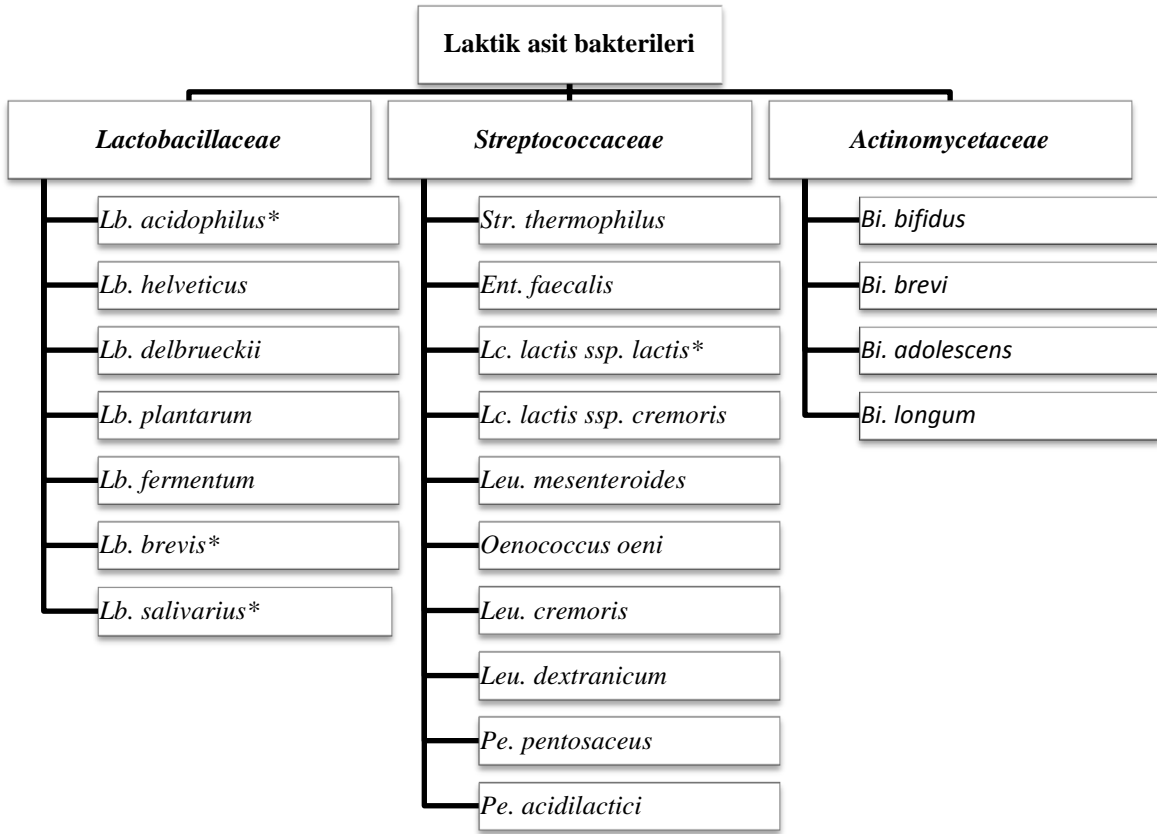 Laktik asit bakterileri
Lactobacillaceae
Lb. acidophilus*
Lb. helveticus
Lb. delbrueckii
Lb. plantarum
Lb. fermentum
Lb. brevis*
Lb. salivarius*
Streptococcaceae
Str. thermophilus
Ent. faecalis
Lc. lactis ssp. lactis*
Lc. lactis ssp. cremoris
Leu. mesenteroides
Oenococcus oeni
Leu. cremoris
Leu. dextranicum
Pe. pentosaceus
Pe. acidilactici
Actinomycetaceae
Bi. bifidus
Bi. brevi
Bi. adolescens
Bi. longum